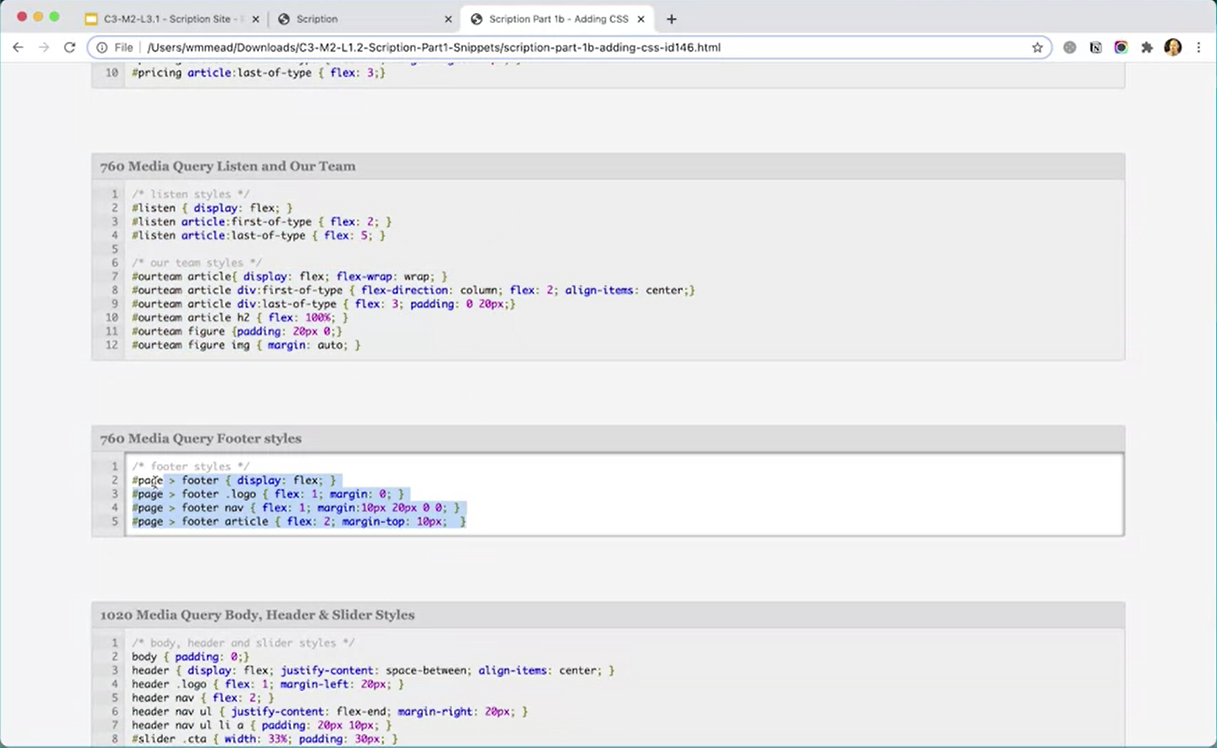 C3-M2-L3.1 - Scription Site -
Scription
Scription Part 1b - Adding CSS
File /Users/wmmead/Downloads/C3-M2-L1.2-Scription-Part1-Snippets/scription-part-1b-adding-css-id146.html
10 #pricing article:last-of-type { flex: 3;}
760 Media Query Listen and Our Team
1 /* listen styles */
2 #listen { display: flex; }
3 #listen article:first-of-type { flex: 2; }
4 #listen article:last-of-type { flex: 5; }
5
6 /* our team styles */
7 #ourteam article{ display: flex; flex-wrap: wrap; }
8 #ourteam article div:first-of-type { flex-direction: column; flex: 2; align-items: center;}
9 #ourteam article div:last-of-type { flex: 3; padding: 0 20px;}
10 #ourteam article h2 { flex: 100%; }
11 #ourteam figure {padding: 20px 0;}
12 #ourteam figure img { margin: auto; }
760 Media Query Footer styles
1 /* footer styles */
2 #page > footer { display: flex; }
3 #page > footer .logo { flex: 1; margin: 0; }
4 #page > footer nav { flex: 1; margin:10px 20px 0 0; }
5 #page > footer article { flex: 2; margin-top: 10px; }
1020 Media Query Body, Header & Slider Styles
1 /* body, header and slider styles */
2 body { padding: 0;}
3 header { display: flex; justify-content: space-between; align-items: center; }
4 header .logo { flex: 1; margin-left: 20px; }
5 header nav { flex: 2; }
6 header nav ul { justify-content: flex-end; margin-right: 20px; }
7 header nav ul li a { padding: 20px 10px; }
8 #slider .cta { width: 33%; padding: 30px; }